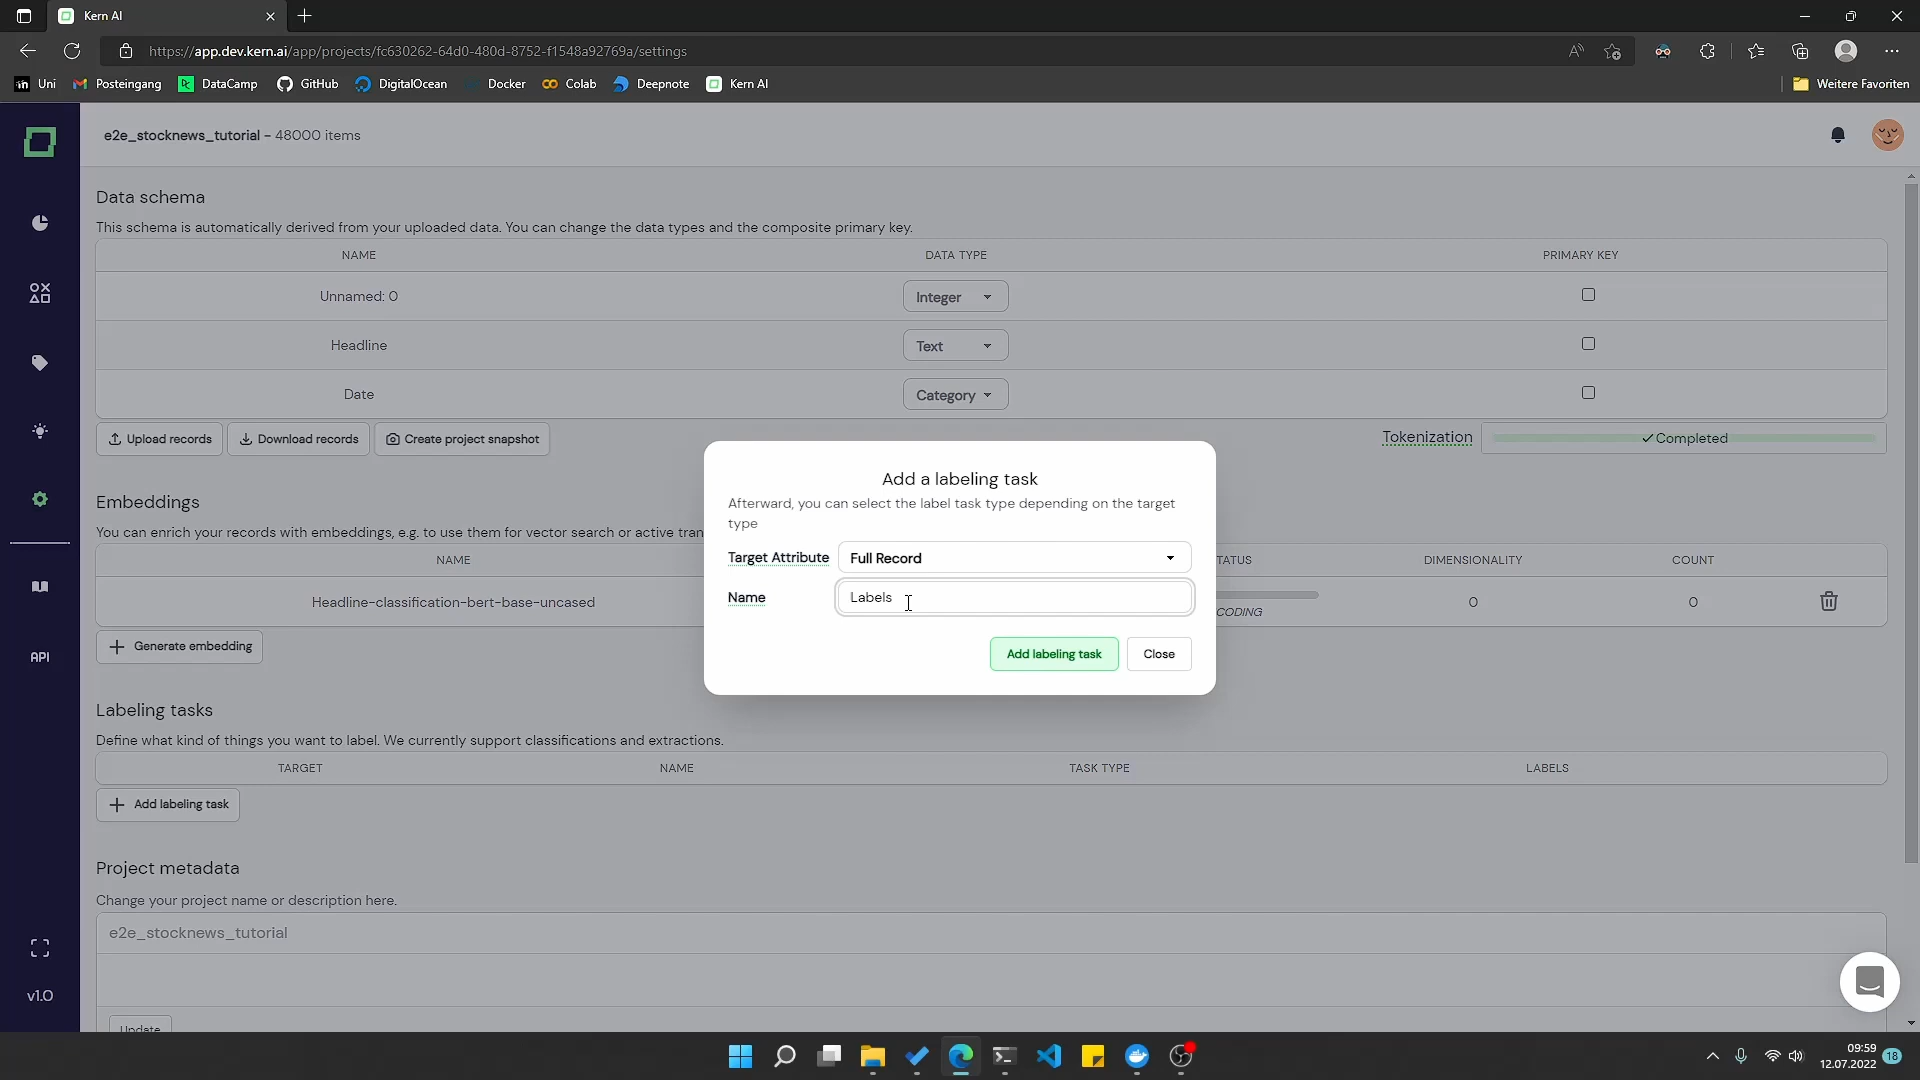 Kern AI
https://app.dev.kern.ai/app/projects/fc630262-64d0-480d-8752-f1548a92769a/settings
Uni
Posteingang
DataCamp
GitHub
DigitalOcean
Docker
Colab
Deepnote
Kern AI
Weitere Favoriten
e2e_stocknews_tutorial - 48000 items
Data schema
This schema is automatically derived from your uploaded data. You can change the data types and the composite primary key.
NAME DATA TYPE PRIMARY KEY
Unnamed: 0 Integer
Headline Text
Date Category
Upload records Download records Create project snapshot
Tokenization Completed
Embeddings
You can enrich your records with embeddings, e.g. to use them for vector search or active tran
NAME TATUS DIMENSIONALITY COUNT
Headline-classification-bert-base-uncased CODING 0 0
Generate embedding
Add a labeling task
Afterward, you can select the label task type depending on the target
type
Target Attribute Full Record
Name Labels
Add labeling task Close
Labeling tasks
Define what kind of things you want to label. We currently support classifications and extractions.
TARGET NAME TASK TYPE LABELS
Add labeling task
Project metadata
Change your project name or description here.
e2e_stocknews_tutorial
Update
API
v1.0
09:59
12.07.2022
18